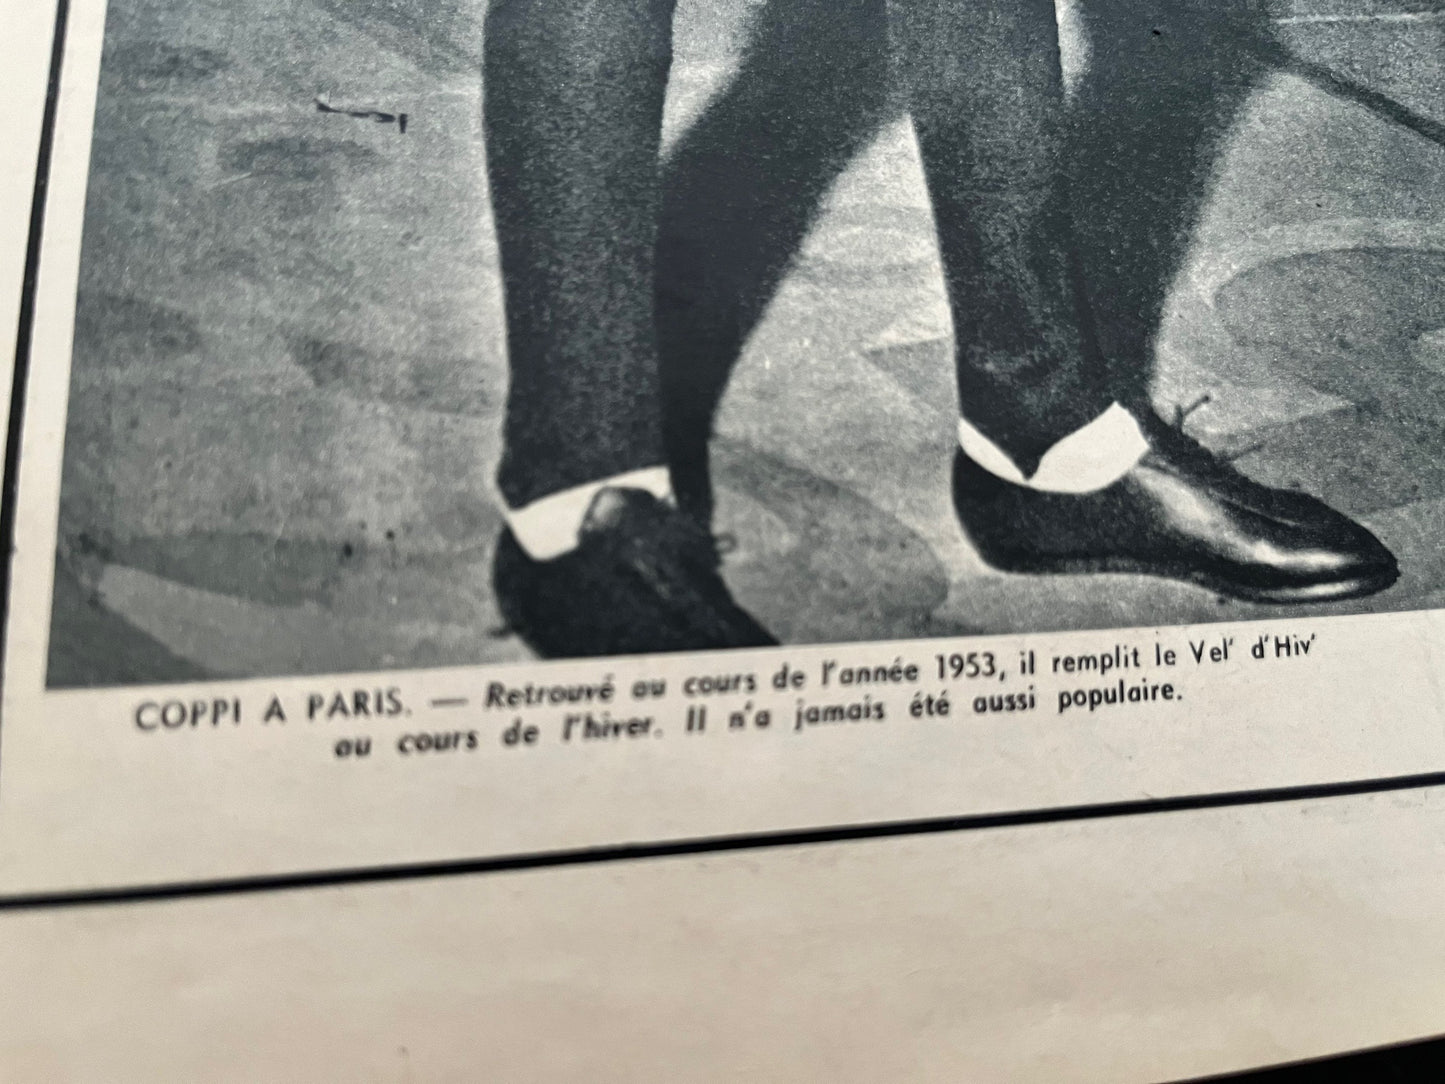 COPPI A PARIS. — Retrouvé au cours de l'année 1953, il remplit le Vel' d'Hiv'
au cours de l'hiver. Il n'a jamais été aussi populaire.